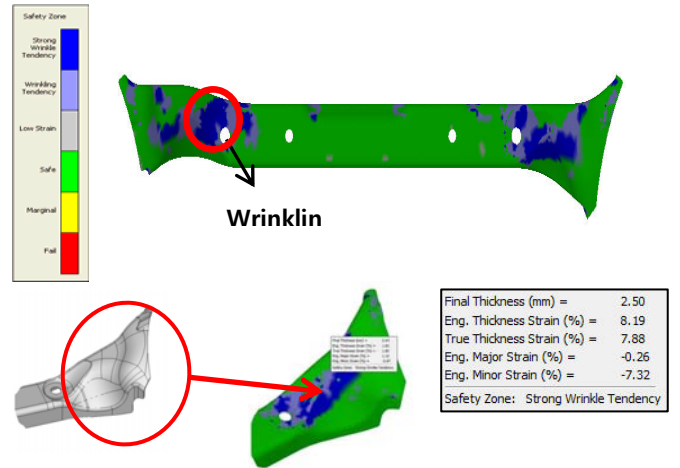 Safety Zone
Strong
Wrinkle
Tendency
Wrinkling
Tendency
Low Strain
Safe
Marginal
Fail
Wrinklin
Final Thickness (mm) = 2.50
Eng. Thickness Strain (%) = 8.19
True Thickness Strain (%) = 7.88
Eng. Major Strain (%) = -0.26
Eng. Minor Strain (%) = -7.32
Safety Zone: Strong Wrinkle Tendency